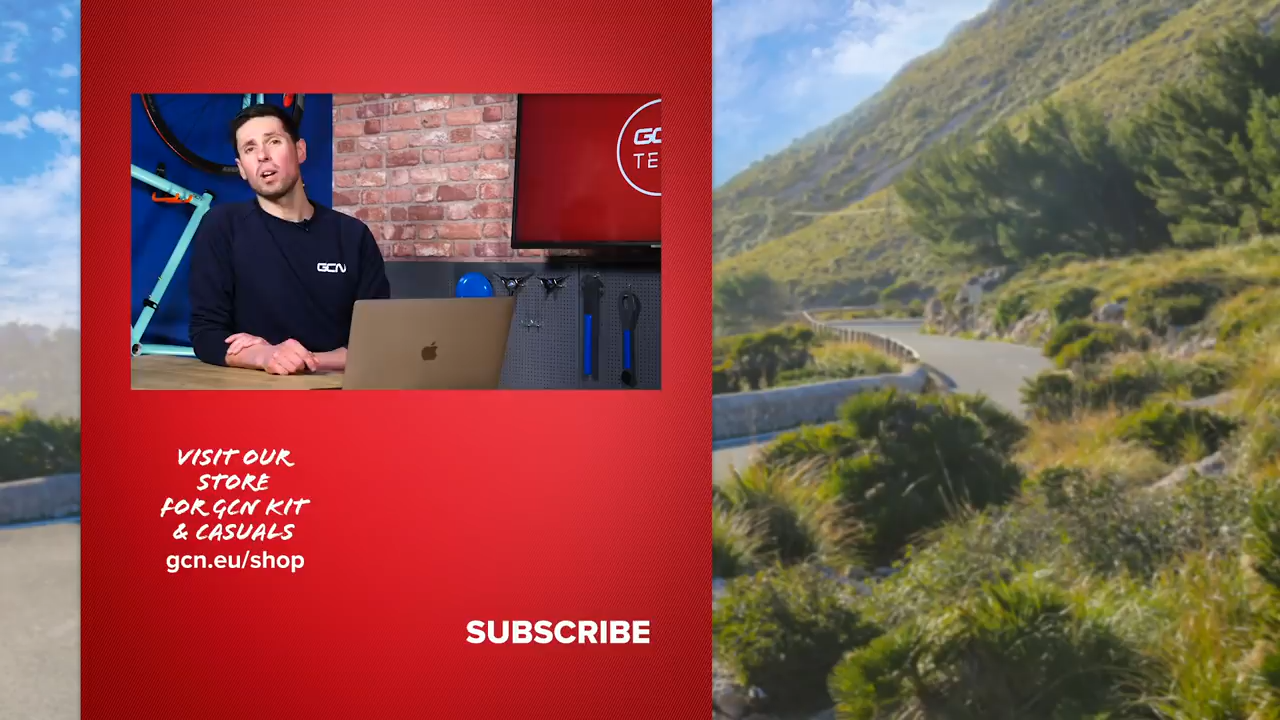 GCN
VISIT OUR
STORE
FOR GCN KIT
& CASUALS
gcn.eu/shop
SUBSCRIBE